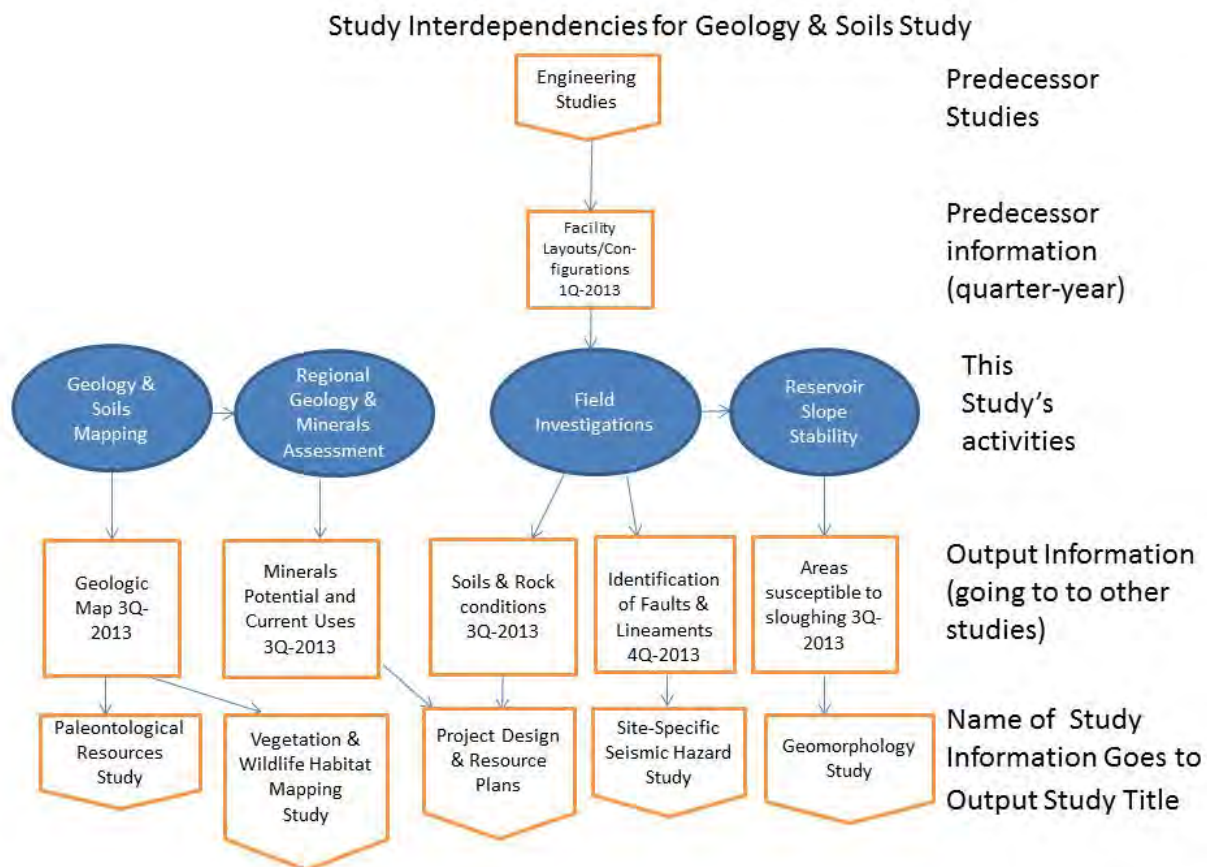 Study Interdependencies for Geology & Soils Study
Engineering
Studies
Predecessor
Studies
Facility
Layouts/Con-
figurations
1Q-2013
Predecessor
information
(quarter-year)
Geology &
Soils
Mapping
Regional
Geology &
Minerals
Assessment
Field
Investigations
Reservoir
Slope
Stability
This
Study's
activities
Geologic
Map 3Q-
2013
Minerals
Potential and
Current Uses
3Q-2013
Soils & Rock
conditions
3Q-2013
Identification
of Faults &
Lineaments
4Q-2013
Areas
susceptible to
sloughing 3Q-
2013
Output Information
(going to to other
studies)
Paleontological
Resources
Study
Vegetation &
Wildlife Habitat
Mapping
Study
Project Design
& Resource
Plans
Site-Specific
Seismic Hazard
Study
Geomorphology
Study
Name of Study
Information Goes to
Output Study Title